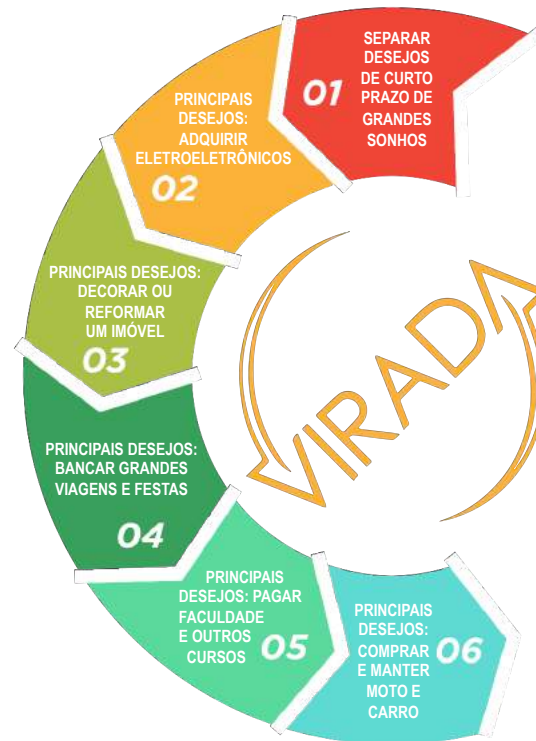 SEPARAR
DESEJOS
DE CURTO
PRAZO DE
GRANDES
SONHOS
01
PRINCIPAIS
DESEJOS:
ADQUIRIR
ELETROELETRÔNICOS
02
PRINCIPAIS DESEJOS:
DECORAR OU
REFORMAR
UM IMÓVEL
03
PRINCIPAIS DESEJOS:
BANCAR GRANDES
VIAGENS E FESTAS
04
PRINCIPAIS
DESEJOS: PAGAR
FACULDADE
E OUTROS
CURSOS
05
PRINCIPAIS
DESEJOS:
COMPRAR
E MANTER
MOTO E
CARRO
06
VIRADA